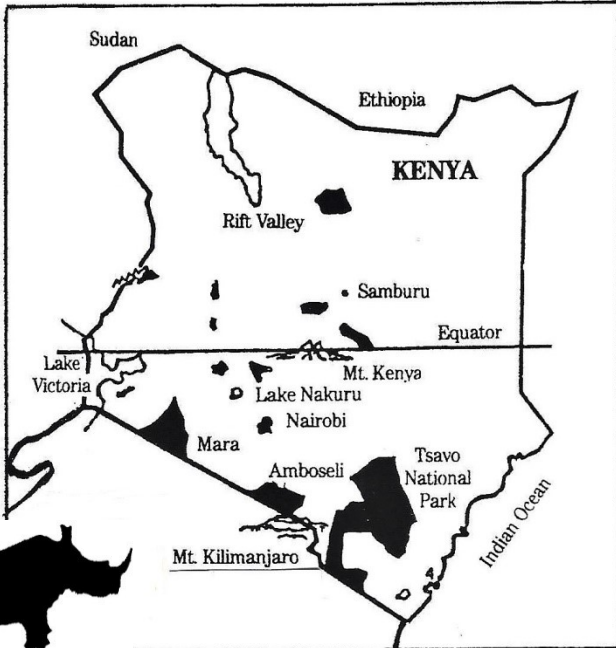 Sudan
Ethiopia
KENYA
Rift Valley
Samburu
Equator
Lake
Victoria
Mt. Kenya
Lake Nakuru
Nairobi
Mara
Amboseli
Tsavo
National
Park
Indian Ocean
Mt. Kilimanjaro
4